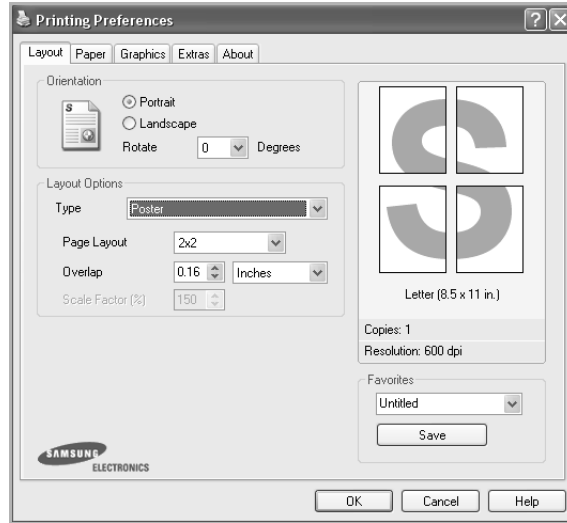 Printing Preferences
Layout Paper Graphics Extras About
Orientation
S
Portrait
Landscape
Rotate 0 Degrees
Layout Options
Type Poster
Page Layout 2x2
Overlap 0.16 Inches
Scale Factor (%) 150
S
Letter (8.5 x 11 in.)
Copies: 1
Resolution: 600 dpi
Favorites
Untitled
Save
SAMSUNG
ELECTRONICS
OK Cancel Help